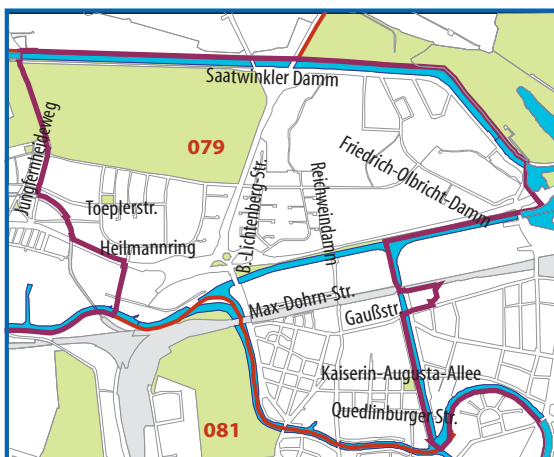 Saatwinkler Damm
079
Jungfernheideweg
Friedrich-Olbricht-Damm
B.-Lichtenberg-Str.
Reichweindamm
Toeplerstr.
Heilmannring
Max-Dohrn-Str.
Gaußstr.
Kaiserin-Augusta-Allee
Quedlinburger Str.
081